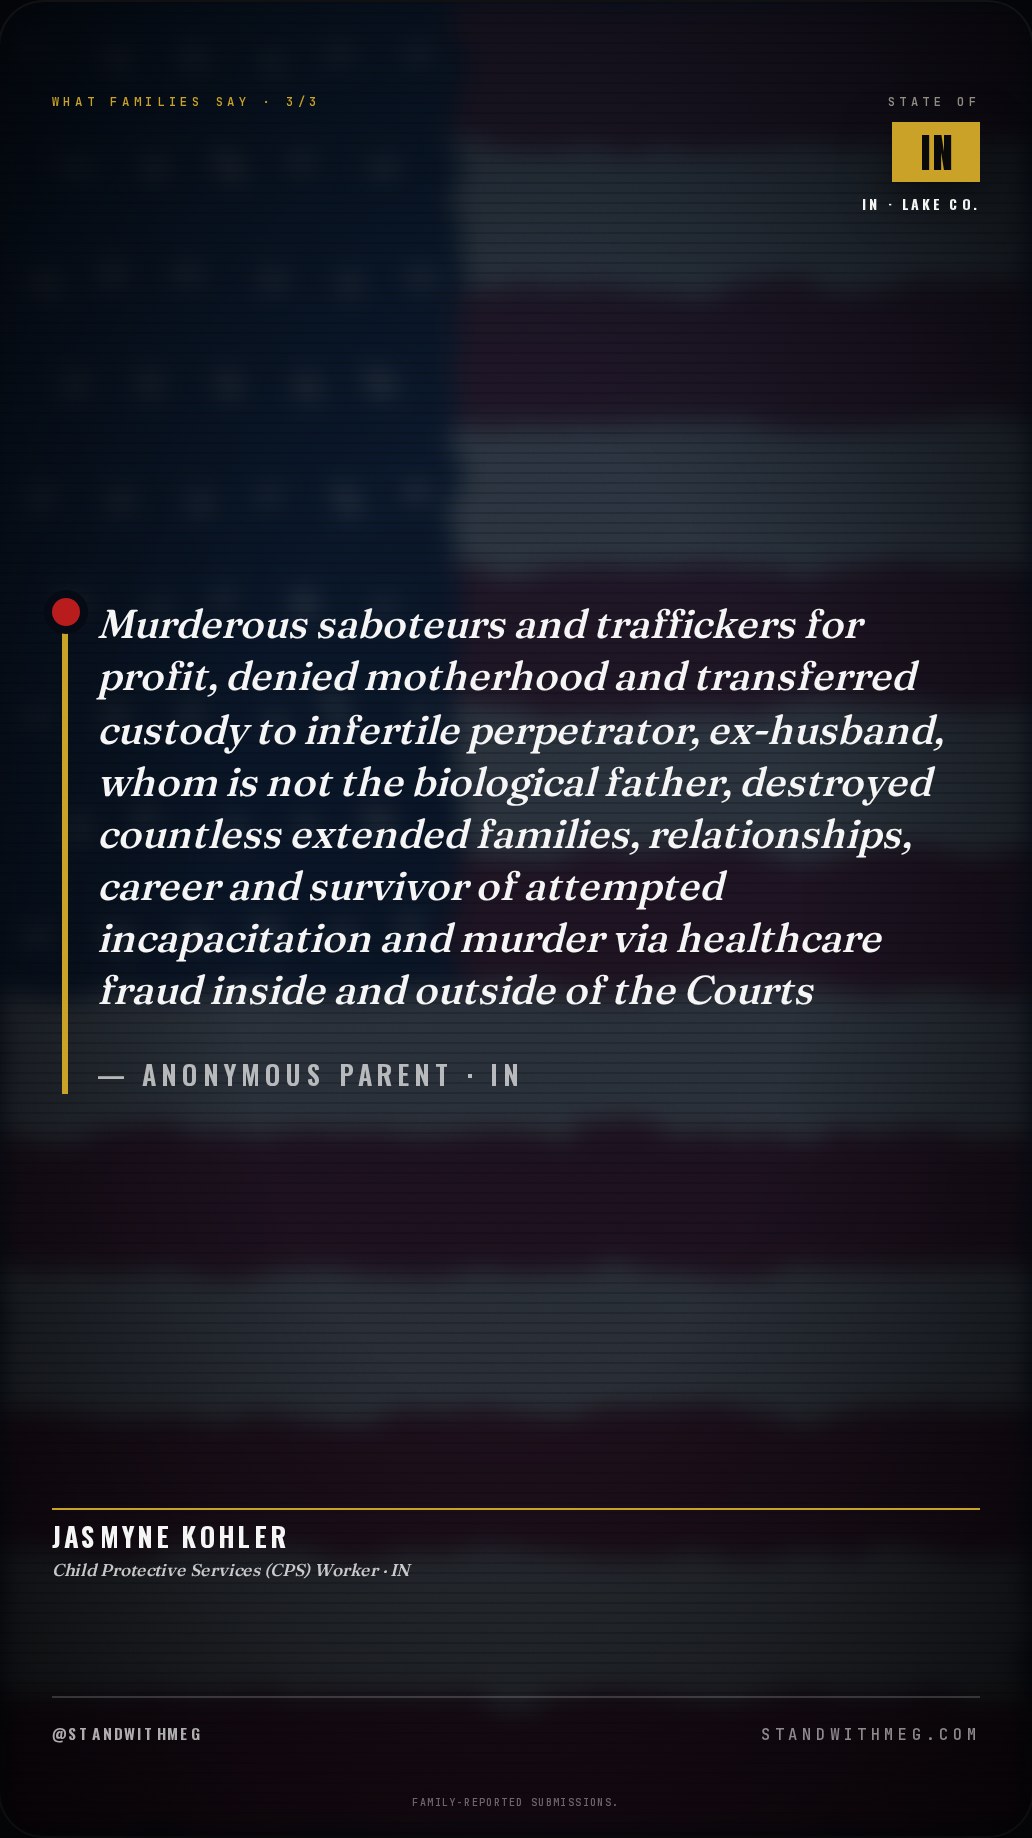 WHAT FAMILIES SAY · 3/3
STATE OF
IN
IN · LAKE CO.
Murderous saboteurs and traffickers for
profit, denied motherhood and transferred
custody to infertile perpetrator, ex-husband,
whom is not the biological father, destroyed
countless extended families, relationships,
career and survivor of attempted
incapacitation and murder via healthcare
fraud inside and outside of the Courts
— ANONYMOUS PARENT · IN
JASMYNE KOHLER
Child Protective Services (CPS) Worker · IN
@STANDWITHMEG
STANDWITHMEG.COM
FAMILY-REPORTED SUBMISSIONS.